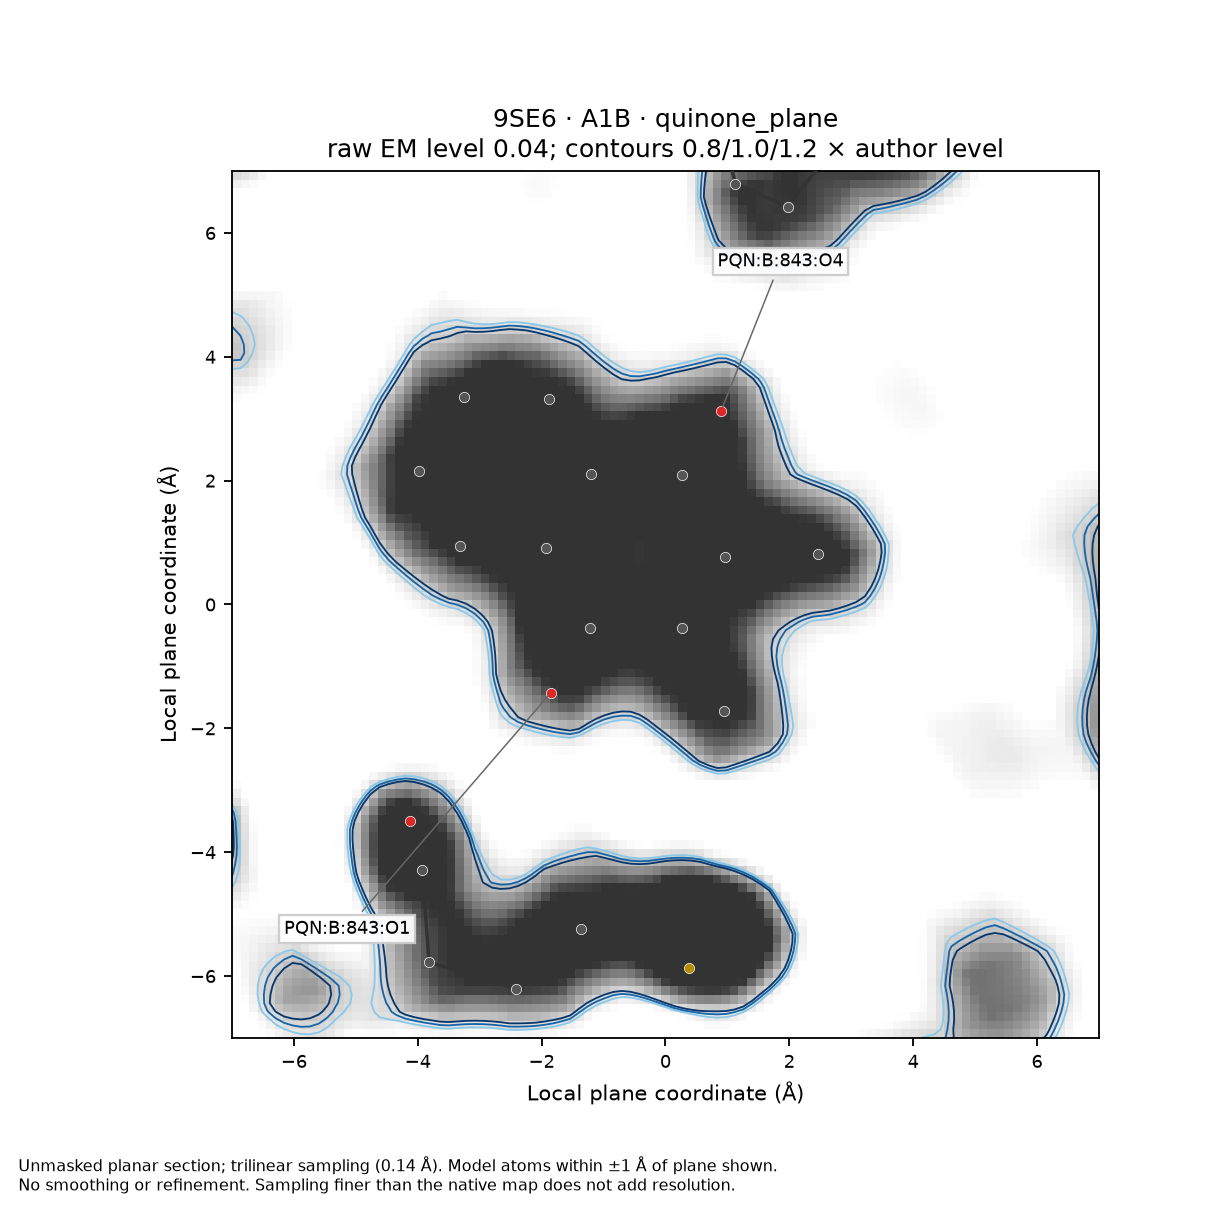 9SE6 · A1B · quinone_plane
raw EM level 0.04; contours 0.8/1.0/1.2 × author level
PQN:B:843:O4
PQN:B:843:O1
6
4
2
0
−2
−4
−6
Local plane coordinate (Å)
−6
−4
−2
0
2
4
6
Local plane coordinate (Å)
Unmasked planar section; trilinear sampling (0.14 Å). Model atoms within ±1 Å of plane shown.
No smoothing or refinement. Sampling finer than the native map does not add resolution.